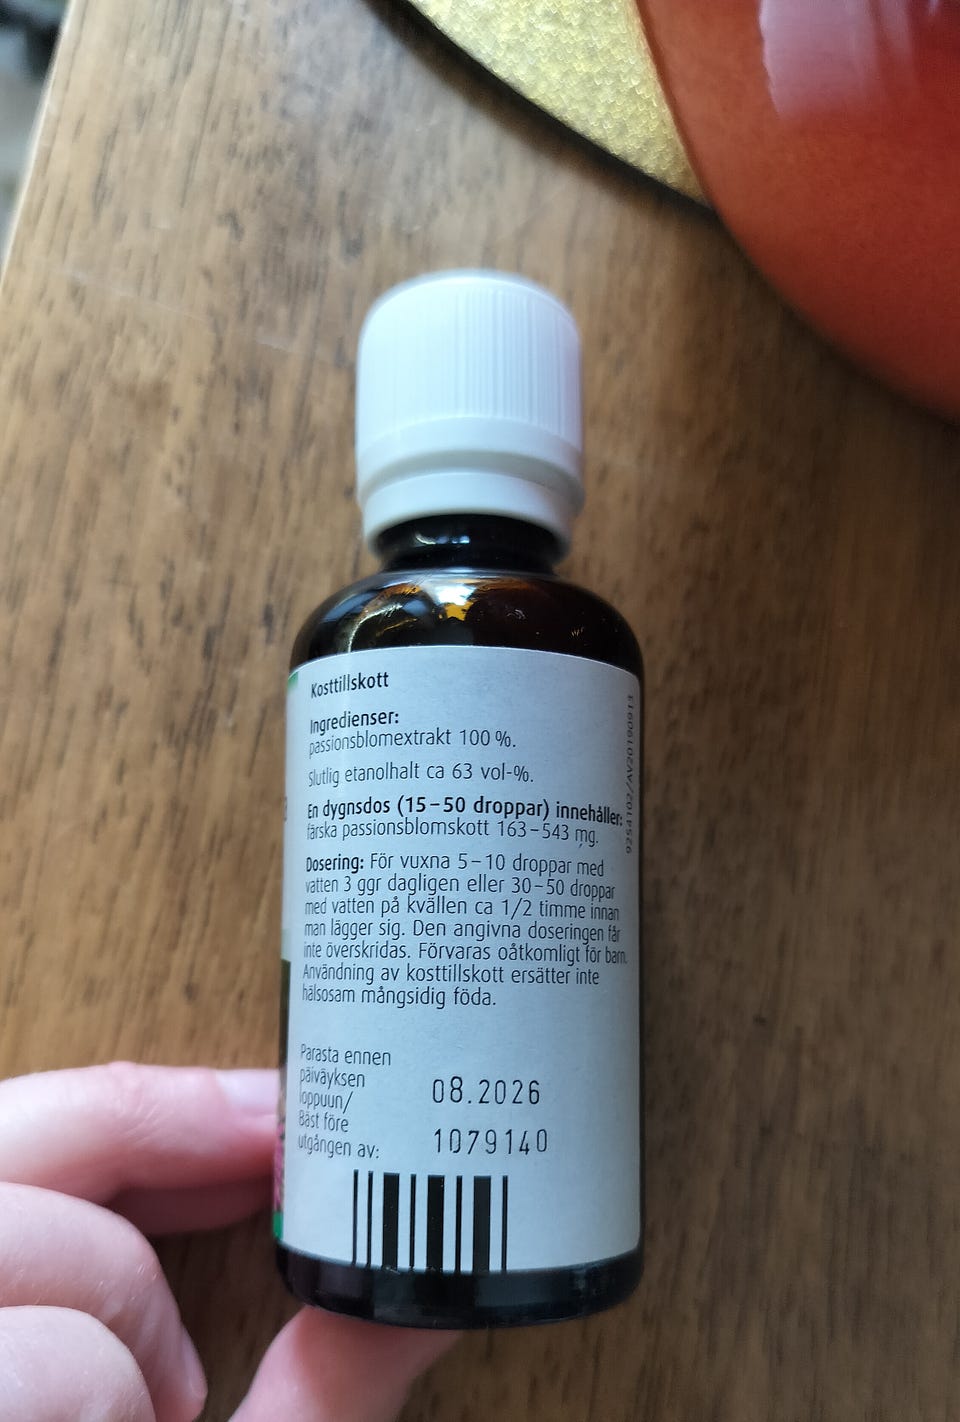 Kosttillskott
Ingredienser:
passionsblomextrakt 100 %.
Slutlig etanolhalt ca 63 vol-%.
En dygnsdos (15–50 droppar) innehåller:
färska passionsblomskott 163–543 mg.
Dosering: För vuxna 5–10 droppar med
vatten 3 ggr dagligen eller 30–50 droppar
med vatten på kvällen ca 1/2 timme innan
man lägger sig. Den angivna doseringen får
inte överskridas. Förvaras oåtkomligt för barn.
Användning av kosttillskott ersätter inte
hälsosam mångsidig föda.
Parasta ennen
päiväyksen
loppuun/
Bäst före
utgången av:
08.2026
1079140
9254102/AV20190913